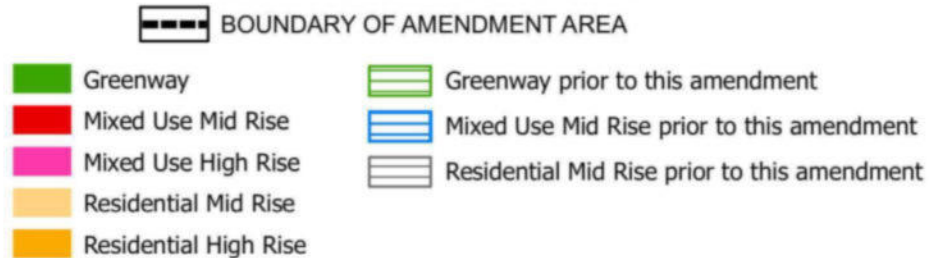 BOUNDARY OF AMENDMENT AREA
Greenway
Mixed Use Mid Rise
Mixed Use High Rise
Residential Mid Rise
Residential High Rise
Greenway prior to this amendment
Mixed Use Mid Rise prior to this amendment
Residential Mid Rise prior to this amendment